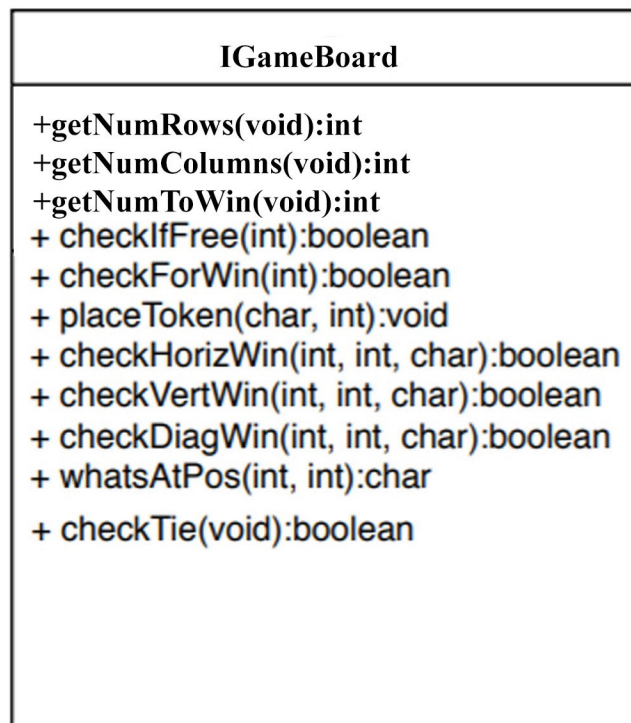 IGameBoard
+getNumRows(void):int
+getNumColumns(void):int
+getNumToWin(void):int
+ checkIfFree(int):boolean
+ checkForWin(int):boolean
+ placeToken(char, int):void
+ checkHorizWin(int, int, char):boolean
+ checkVertWin(int, int, char):boolean
+ checkDiagWin(int, int, char):boolean
+ whatsAtPos(int, int):char
+ checkTie(void):boolean